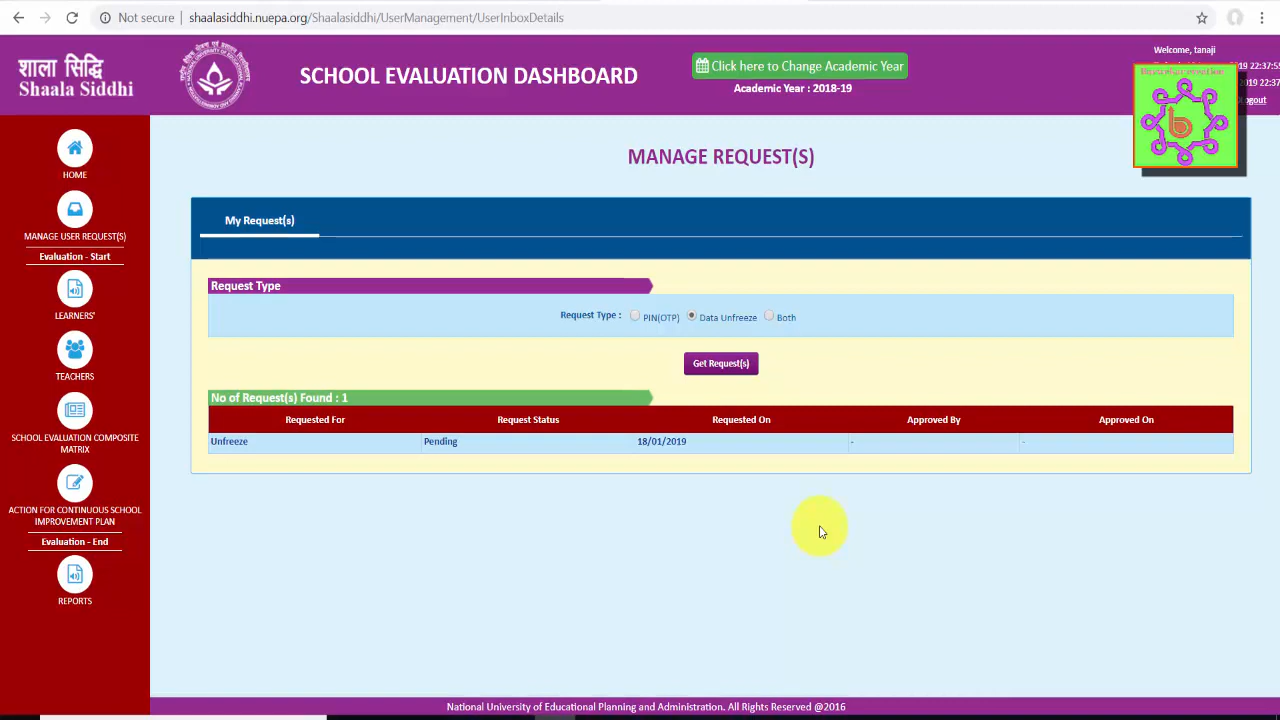 Not secure | shaalasiddhi.nuepa.org/Shaalasiddhi/UserManagement/UserInboxDetails
शाला सिद्धि
Shaala Siddhi
SCHOOL EVALUATION DASHBOARD
Click here to Change Academic Year
Academic Year : 2018-19
Welcome, tanaji
2019 22:37
Logout
HOME
MANAGE USER REQUEST(S)
Evaluation - Start
LEARNERS'
TEACHERS
SCHOOL EVALUATION COMPOSITE
MATRIX
ACTION FOR CONTINUOUS SCHOOL
IMPROVEMENT PLAN
Evaluation - End
REPORTS
MANAGE REQUEST(S)
My Request(s)
Request Type
Request Type : PIN(OTP) Data Unfreeze Both
Get Request(s)
No of Request(s) Found : 1
Requested For Request Status Requested On Approved By Approved On
Unfreeze Pending 18/01/2019 - -
National University of Educational Planning and Administration. All Rights Reserved @2016